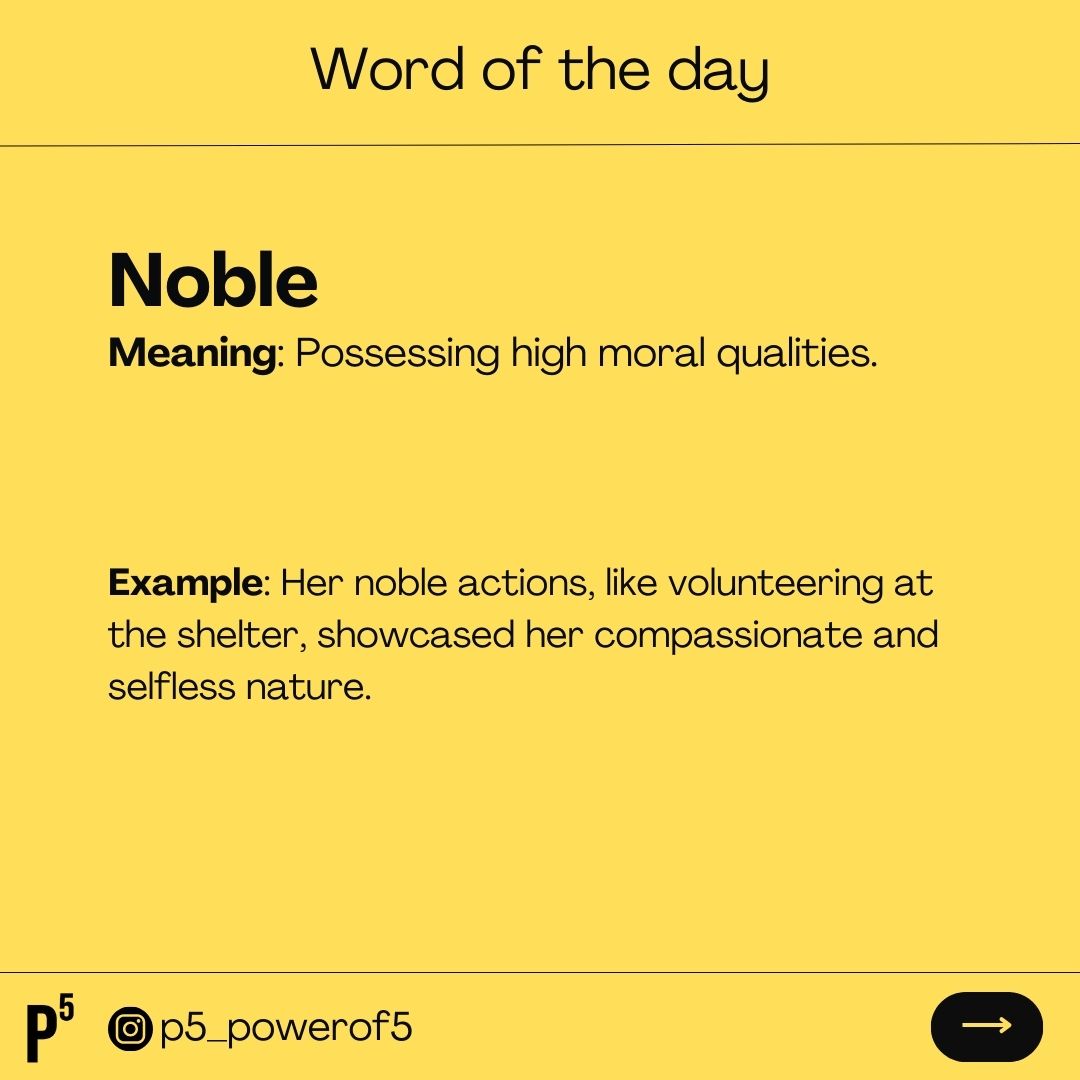 Word of the day
Noble
Meaning: Possessing high moral qualities.
Example: Her noble actions, like volunteering at
the shelter, showcased her compassionate and
selfless nature.
P⁵
p5_powerof5